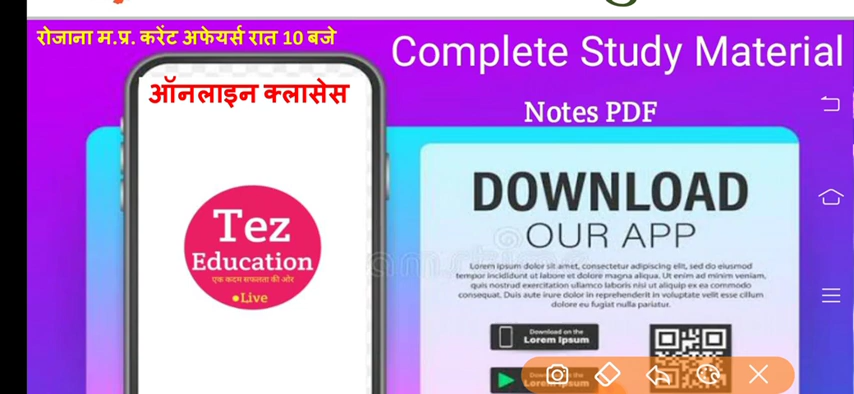 रोजाना म.प्र. करेंट अफेयर्स रात 10 बजे
Complete Study Material
ऑनलाइन क्लासेस
Notes PDF
DOWNLOAD
OUR APP
Tez
Education
एक कदम सफलता की ओर
Live
Lorem ipsum dolor sit amet, consectetur adipiscing elit, sed do eiusmod
tempor incididunt ut labore et dolore magna aliqua. Ut enim ad minim veniam,
quis nostrud exercitation ullamco laboris nisi ut aliquip ex ea commodo
consequat. Duis aute irure dolor in reprehenderit in voluptate velit esse cillum
dolore eu fugiat nulla pariatur.
Download on the
Lorem Ipsum